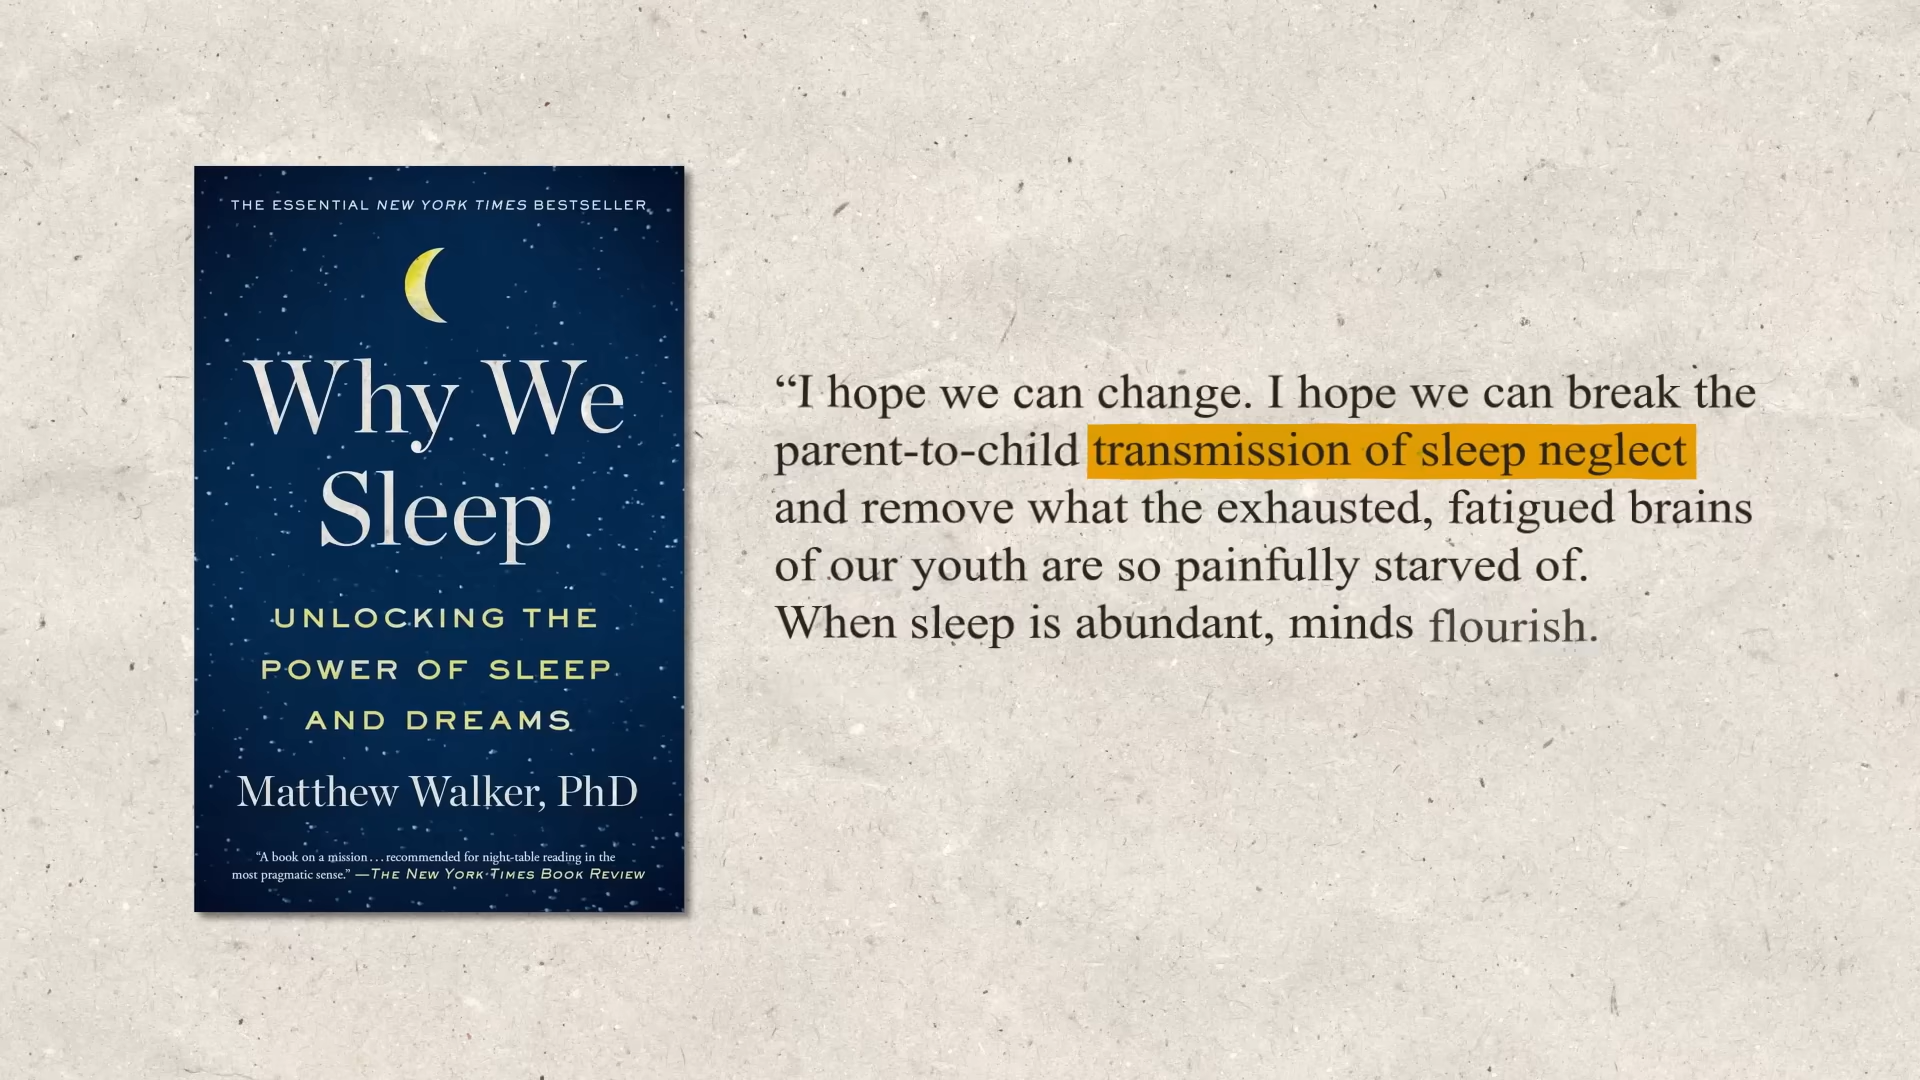 THE ESSENTIAL NEW YORK TIMES BESTSELLER
Why We
Sleep
UNLOCKING THE
POWER OF SLEEP
AND DREAMS
Matthew Walker, PhD
“A book on a mission . . . recommended for night-table reading in the
most pragmatic sense.” —THE NEW YORK TIMES BOOK REVIEW
“I hope we can change. I hope we can break the
parent-to-child transmission of sleep neglect
and remove what the exhausted, fatigued brains
of our youth are so painfully starved of.
When sleep is abundant, minds flourish.